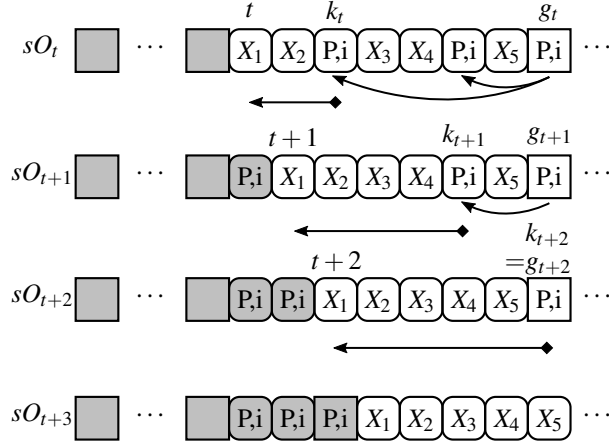 t k_t g_t
sO_t ··· X_1 X_2 P,i X_3 X_4 P,i X_5 P,i ···
t+1 k_{t+1} g_{t+1}
sO_{t+1} ··· P,i X_1 X_2 X_3 X_4 P,i X_5 P,i ···
k_{t+2}
t+2 =g_{t+2}
sO_{t+2} ··· P,i P,i X_1 X_2 X_3 X_4 X_5 P,i ···
sO_{t+3} ··· P,i P,i P,i X_1 X_2 X_3 X_4 X_5 ···